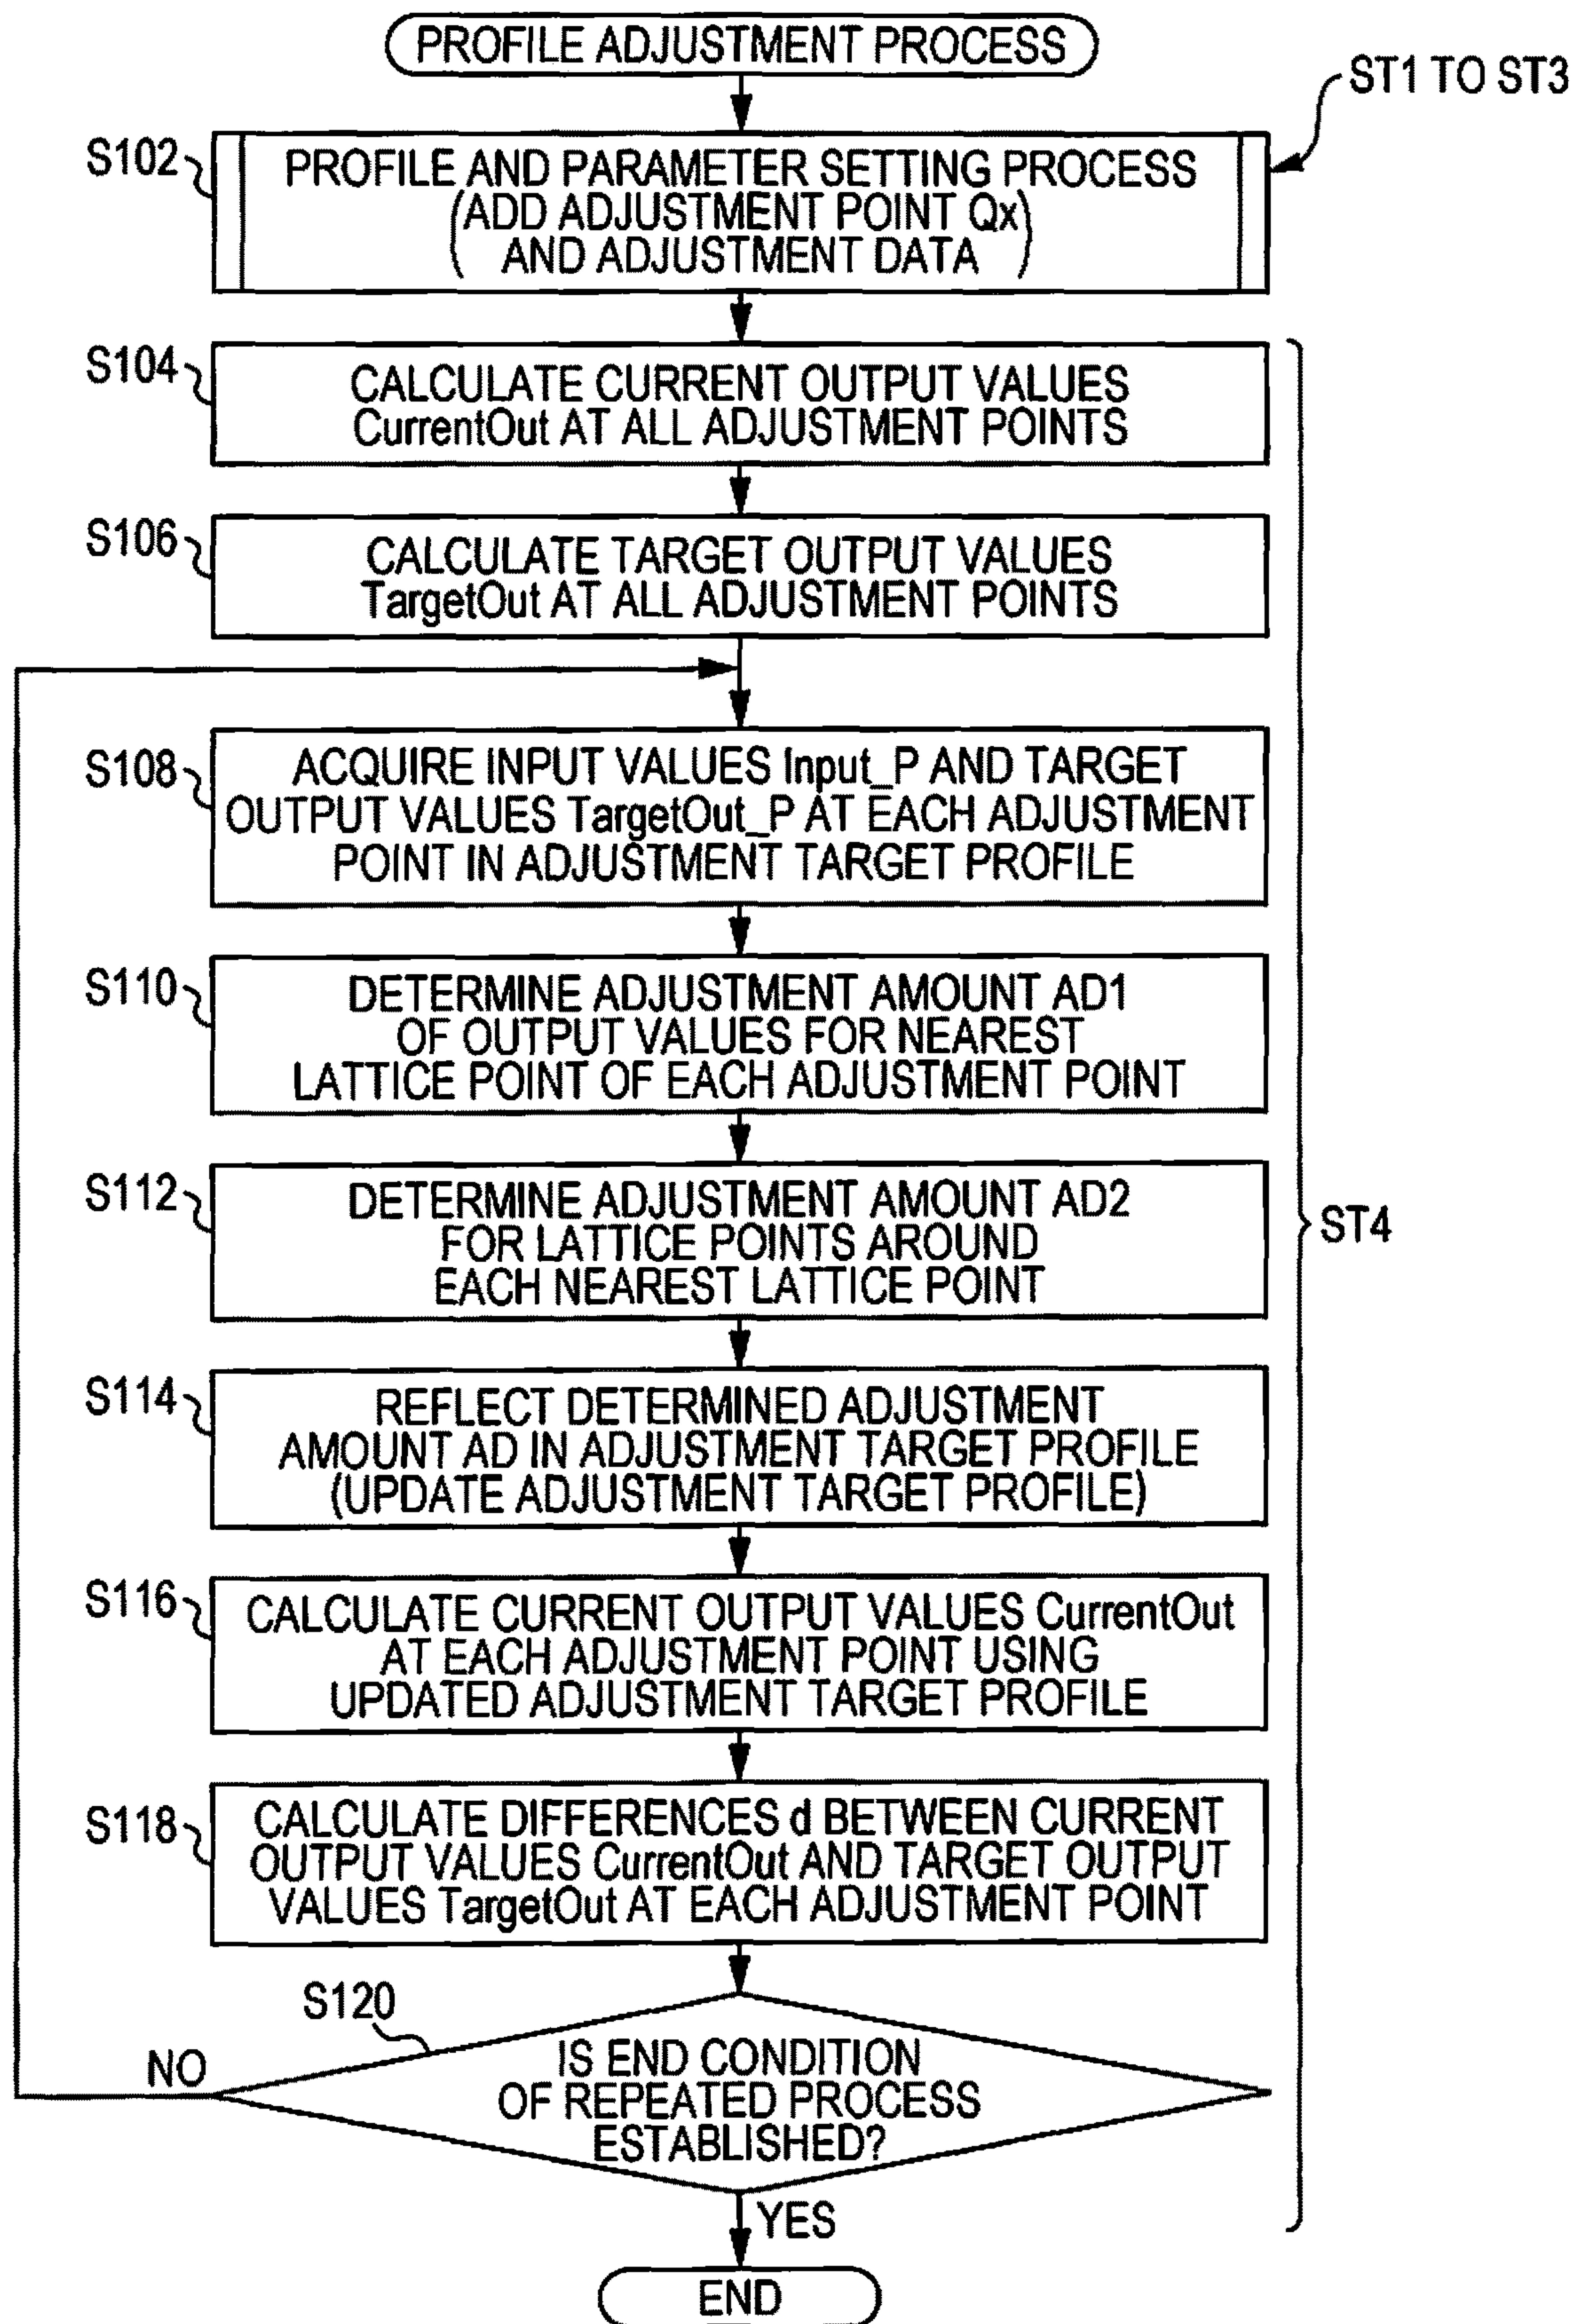 PROFILE ADJUSTMENT PROCESS
ST1 TO ST3
S102
PROFILE AND PARAMETER SETTING PROCESS
(ADD ADJUSTMENT POINT Qx
AND ADJUSTMENT DATA)
S104
CALCULATE CURRENT OUTPUT VALUES
CurrentOut AT ALL ADJUSTMENT POINTS
S106
CALCULATE TARGET OUTPUT VALUES
TargetOut AT ALL ADJUSTMENT POINTS
S108
ACQUIRE INPUT VALUES Input_P AND TARGET
OUTPUT VALUES TargetOut_P AT EACH ADJUSTMENT
POINT IN ADJUSTMENT TARGET PROFILE
S110
DETERMINE ADJUSTMENT AMOUNT AD1
OF OUTPUT VALUES FOR NEAREST
LATTICE POINT OF EACH ADJUSTMENT POINT
S112
DETERMINE ADJUSTMENT AMOUNT AD2
FOR LATTICE POINTS AROUND
EACH NEAREST LATTICE POINT
ST4
S114
REFLECT DETERMINED ADJUSTMENT
AMOUNT AD IN ADJUSTMENT TARGET PROFILE
(UPDATE ADJUSTMENT TARGET PROFILE)
S116
CALCULATE CURRENT OUTPUT VALUES CurrentOut
AT EACH ADJUSTMENT POINT USING
UPDATED ADJUSTMENT TARGET PROFILE
S118
CALCULATE DIFFERENCES d BETWEEN CURRENT
OUTPUT VALUES CurrentOut AND TARGET OUTPUT
VALUES TargetOut AT EACH ADJUSTMENT POINT
S120
IS END CONDITION
OF REPEATED PROCESS
ESTABLISHED?
NO
YES
END